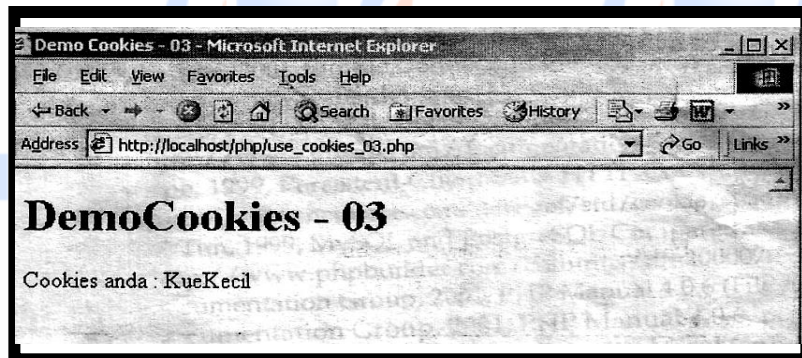 Demo Cookies - 03 - Microsoft Internet Explorer
File Edit View Favorites Tools Help
Back Search Favorites History »
Address http://localhost/php/use_cookies_03.php Go Links »
DemoCookies - 03
Cookies anda : KueKecil